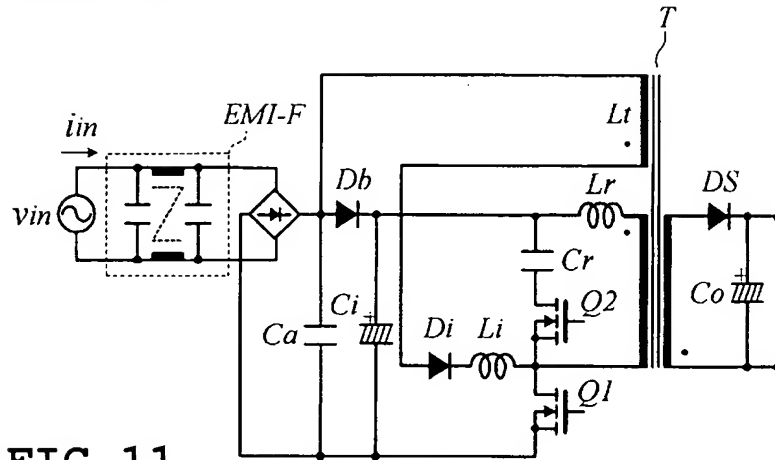 T
iin
EMI-F
Lt
Db
Lr
DS
vin
Cr
Ca
Ci
+
Q2
Di
Li
Co
+
Q1
FIG. 11